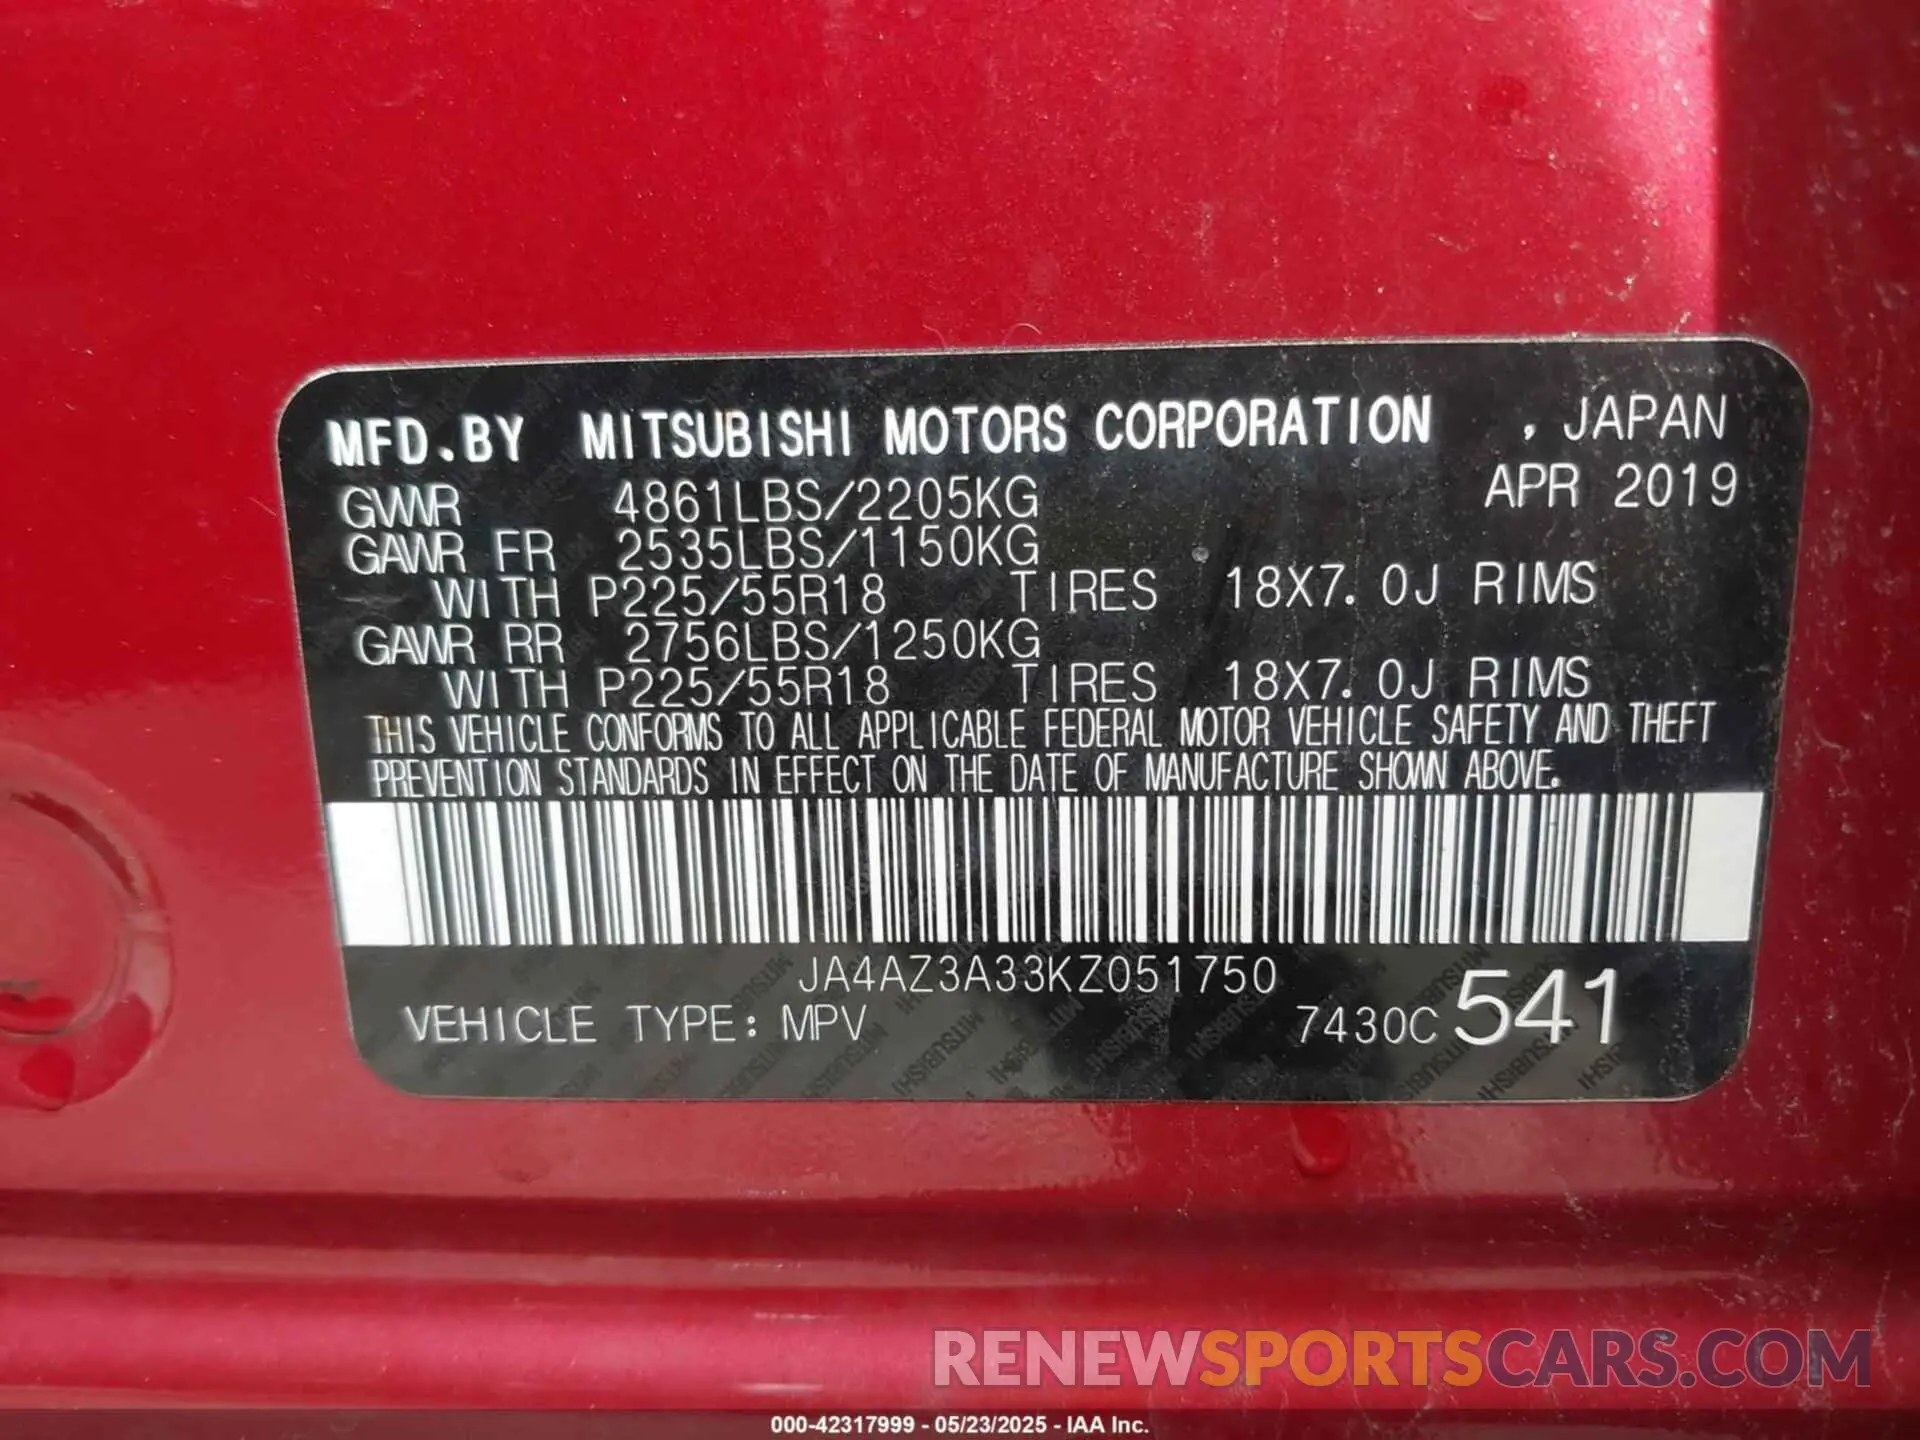 MFD.BY MITSUBISHI MOTORS CORPORATION , JAPAN
GVWR 4861LBS/2205KG APR 2019
GAWR FR 2535LBS/1150KG
WITH P225/55R18 TIRES 18X7.0J RIMS
GAWR RR 2756LBS/1250KG
WITH P225/55R18 TIRES 18X7.0J RIMS
THIS VEHICLE CONFORMS TO ALL APPLICABLE FEDERAL MOTOR VEHICLE SAFETY AND THEFT
PREVENTION STANDARDS IN EFFECT ON THE DATE OF MANUFACTURE SHOWN ABOVE.
JA4AZ3A33KZ051750
VEHICLE TYPE: MPV 7430C 541
RENEWSPORTSCARS.COM
000-42317999 - 05/23/2025 - IAA Inc.